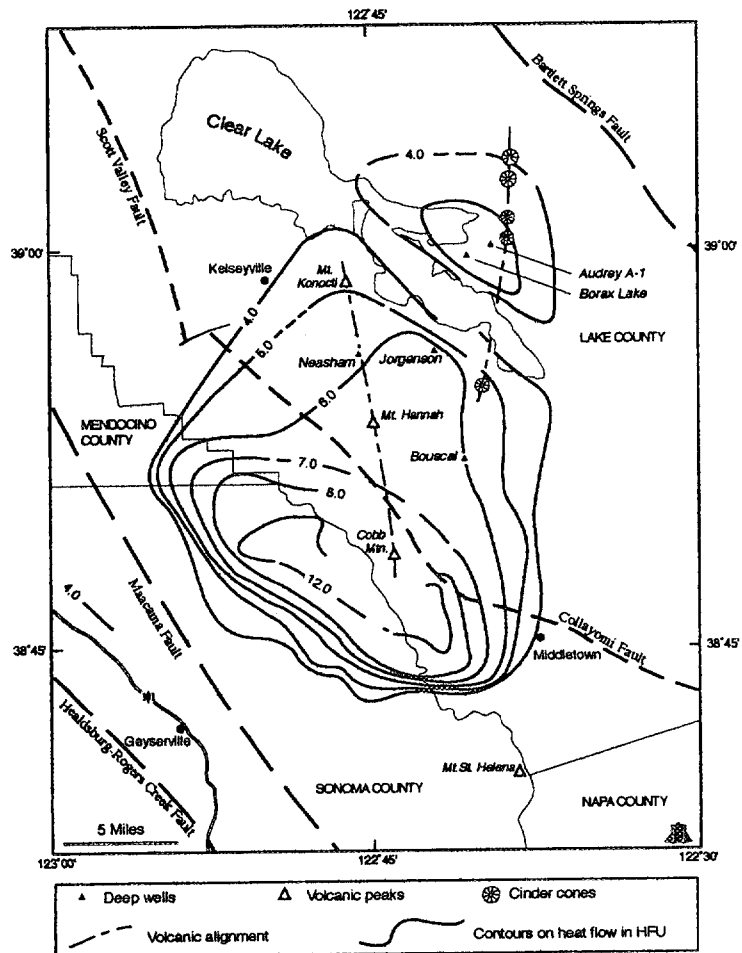 122°45'
Bartlett Springs Fault
Clear Lake
Scott Valley Fault
4.0
39°00'
39°00'
Kelseyville
Mt.
Konocti
Audrey A-1
Borax Lake
4.0
LAKE COUNTY
5.0
Neasham
Jorgenson
6.0
MENDOCINO
COUNTY
Mt. Hannah
Bouscal
7.0
8.0
Cobb
Mtn.
12.0
4.0
Maacama Fault
Collayomi Fault
38°45'
38°45'
Middletown
Healdsburg-Rogers Creek Fault
Geyserville
Mt. St. Helena
SONOMA COUNTY
NAPA COUNTY
5 Miles
123°00'
122°45'
122°30'
Deep wells
Volcanic peaks
Cinder cones
Volcanic alignment
Contours on heat flow in HFU